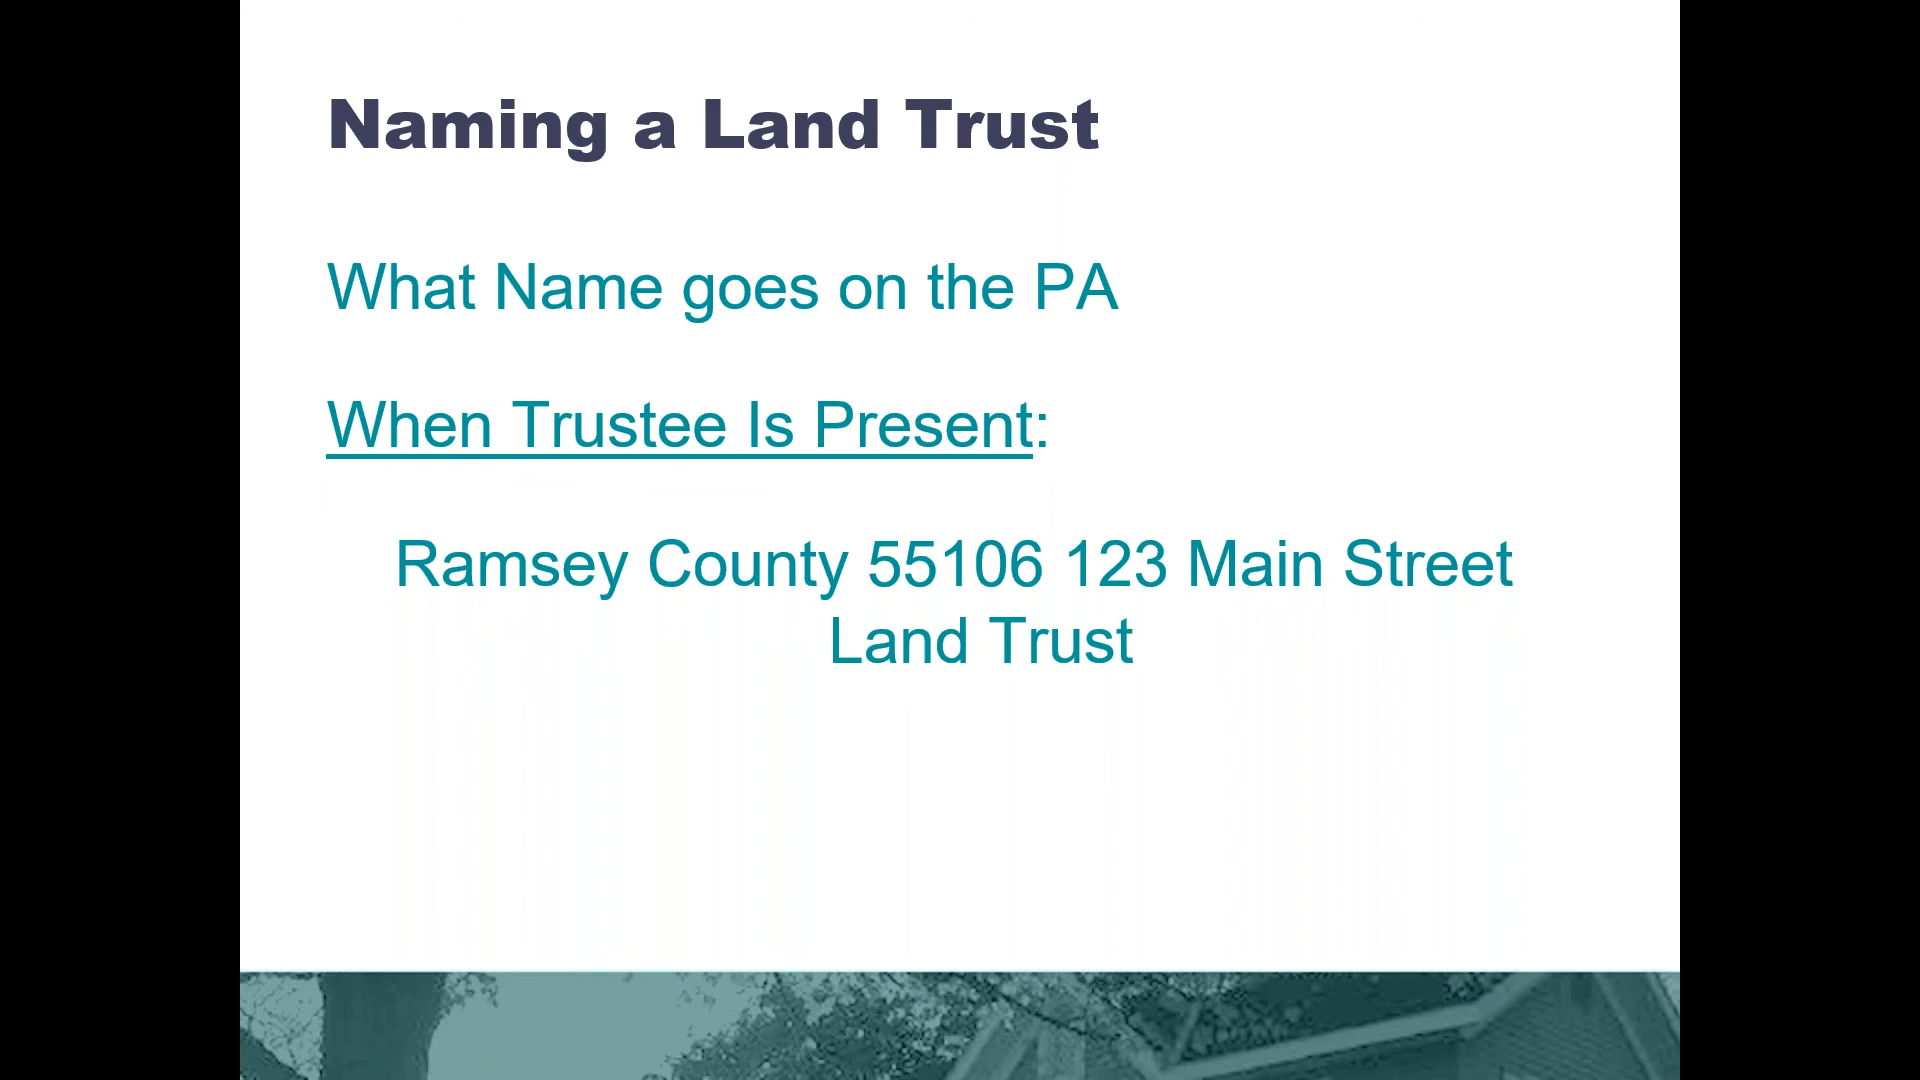 Naming a Land Trust
What Name goes on the PA
When Trustee Is Present:
Ramsey County 55106 123 Main Street
Land Trust